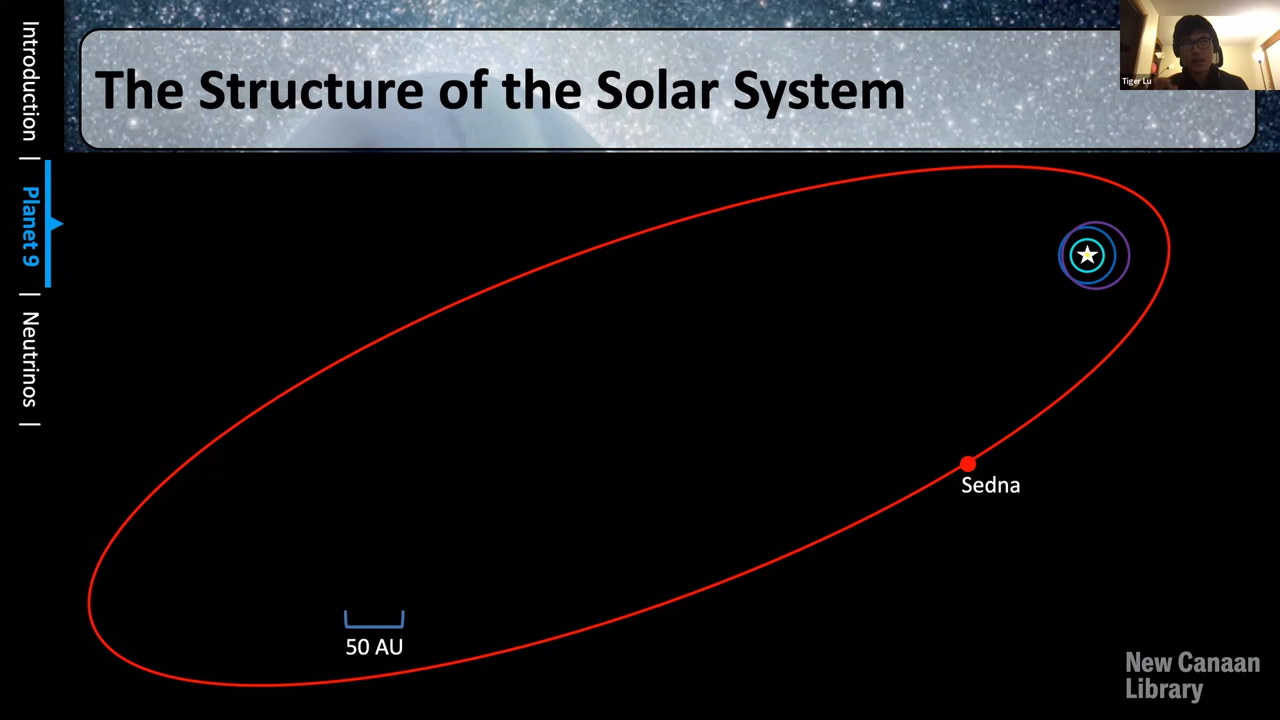 The Structure of the Solar System
Tiger Lu
Introduction |
Planet 9
| Neutrinos |
Sedna
50 AU
New Canaan
Library